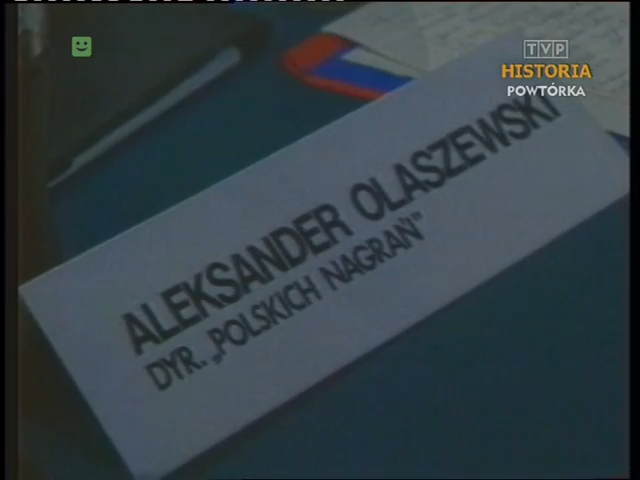 TVP
HISTORIA
POWTÓRKA
ALEKSANDER OLASZEWSKI
DYR. „POLSKICH NAGRAŃ"